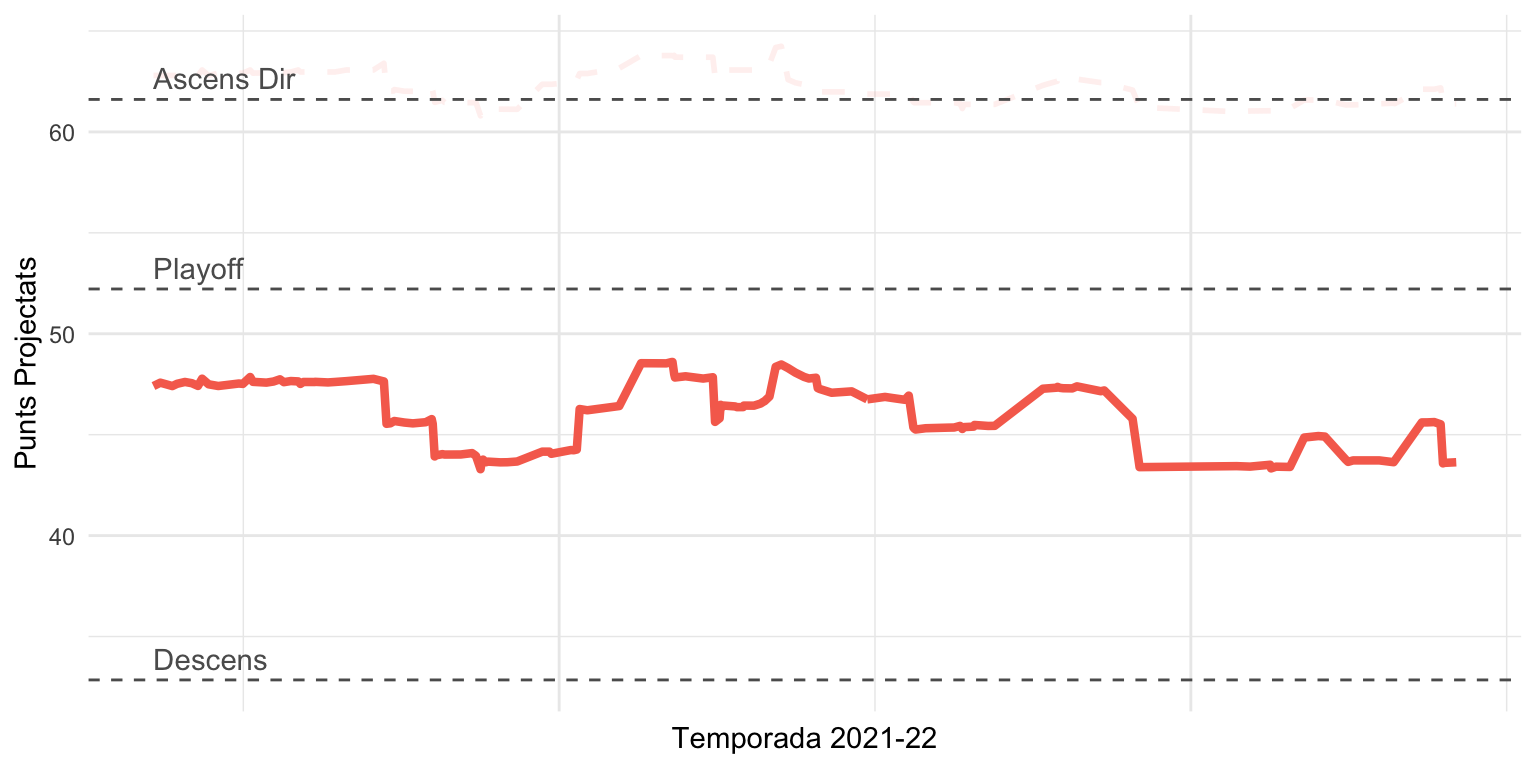 Ascens Dir
60
Playoff
50
40
Descens
Punts Projectats
Temporada 2021-22